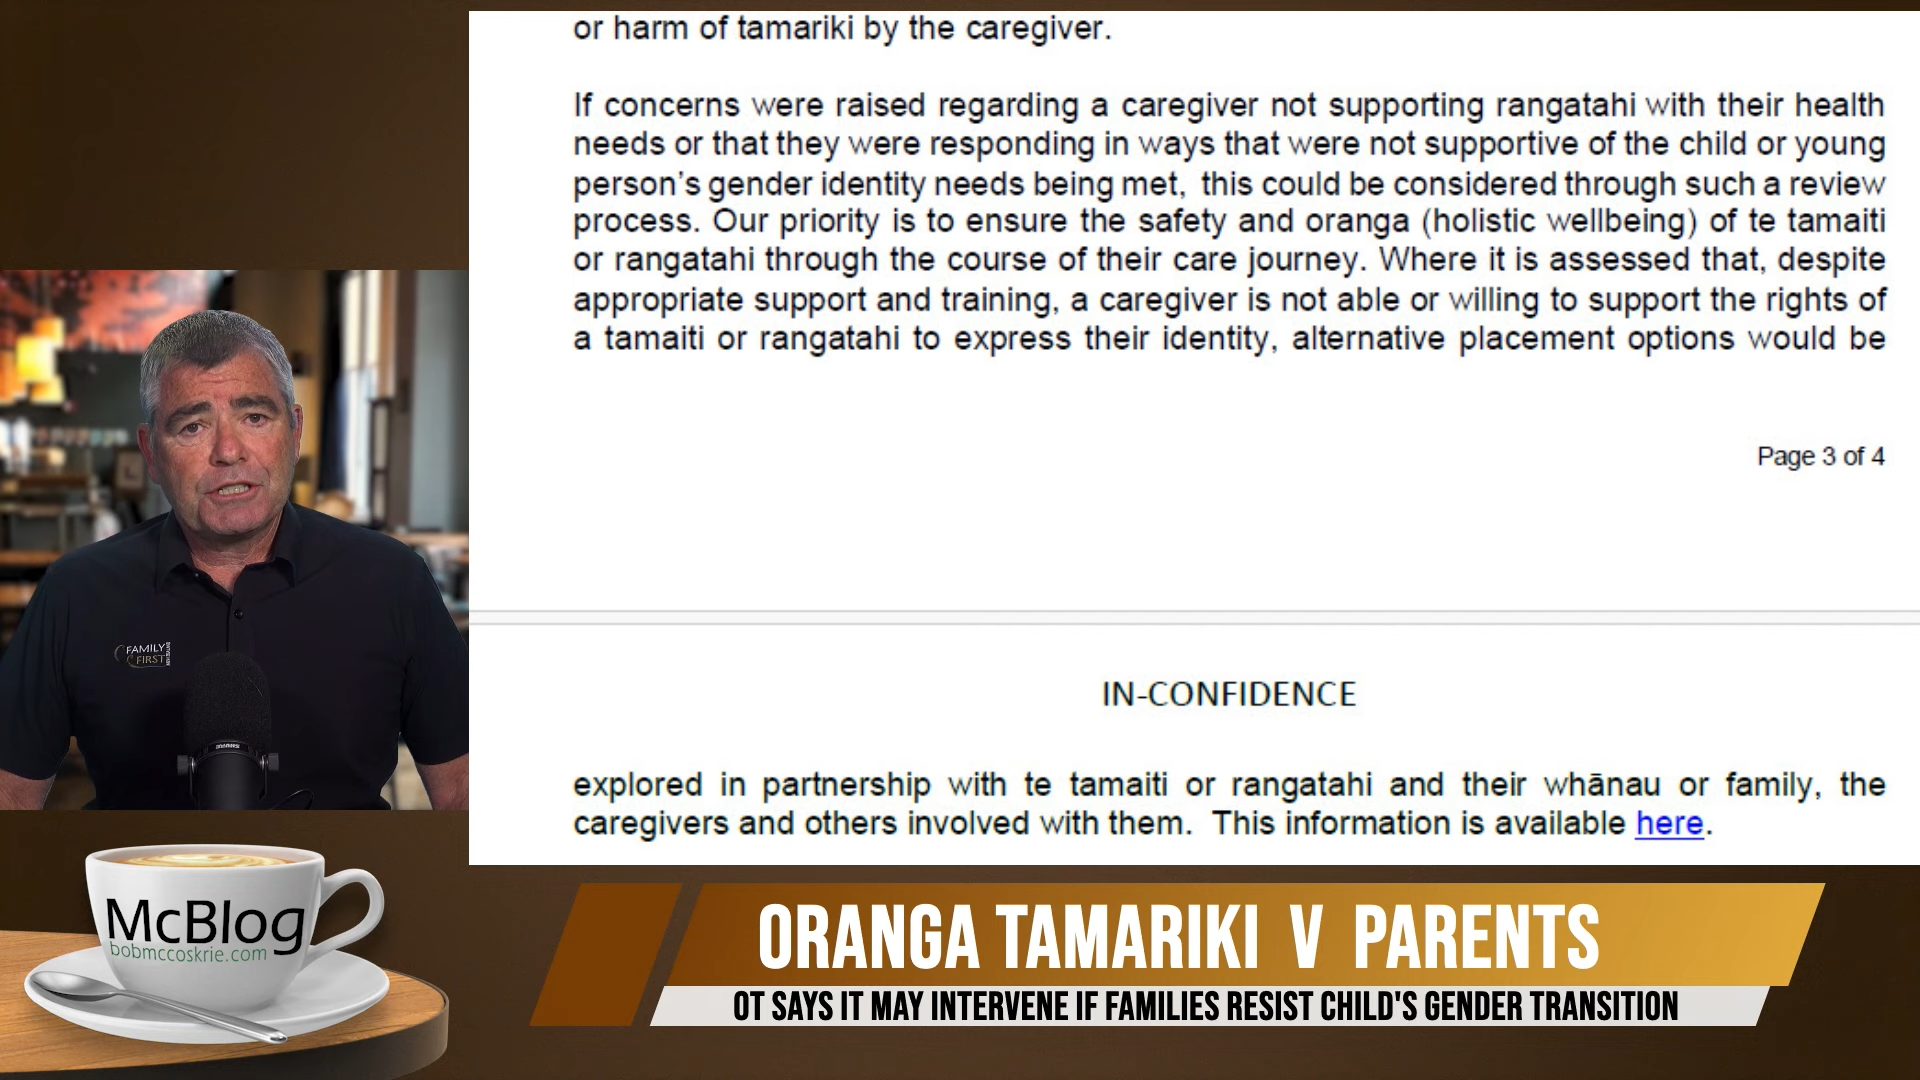 or harm of tamariki by the caregiver.
If concerns were raised regarding a caregiver not supporting rangatahi with their health
needs or that they were responding in ways that were not supportive of the child or young
person's gender identity needs being met, this could be considered through such a review
process. Our priority is to ensure the safety and oranga (holistic wellbeing) of te tamaiti
or rangatahi through the course of their care journey. Where it is assessed that, despite
appropriate support and training, a caregiver is not able or willing to support the rights of
a tamaiti or rangatahi to express their identity, alternative placement options would be
Page 3 of 4
IN-CONFIDENCE
explored in partnership with te tamaiti or rangatahi and their whānau or family, the
caregivers and others involved with them. This information is available here.
FAMILY
FIRST
McBlog
bobmccoskrie.com
ORANGA TAMARIKI V PARENTS
OT SAYS IT MAY INTERVENE IF FAMILIES RESIST CHILD'S GENDER TRANSITION